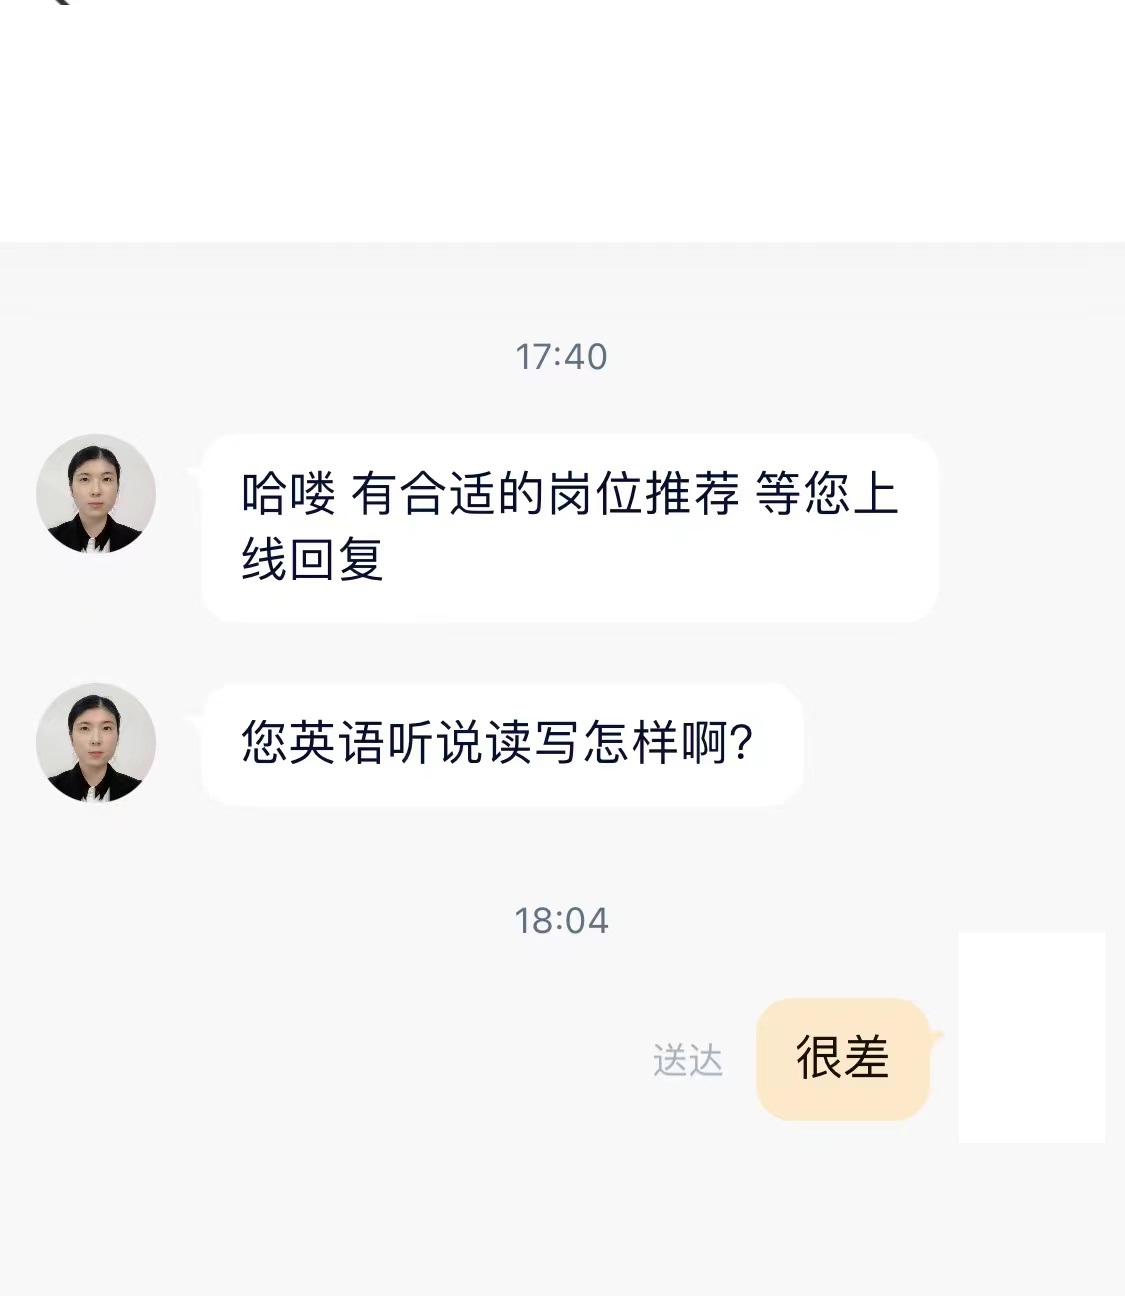 17:40
哈喽 有合适的岗位推荐 等您上
线回复
您英语听说读写怎样啊?
18:04
送达
很差